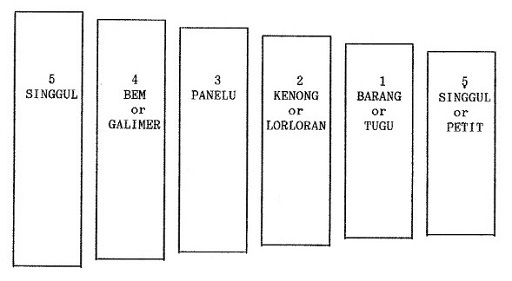 5
SINGGUL
4
BEM
or
GALIMER
3
PANELU
2
KENONG
or
LORLORAN
1
BARANG
or
TUGU
5̣
SINGGUL
or
PETIT